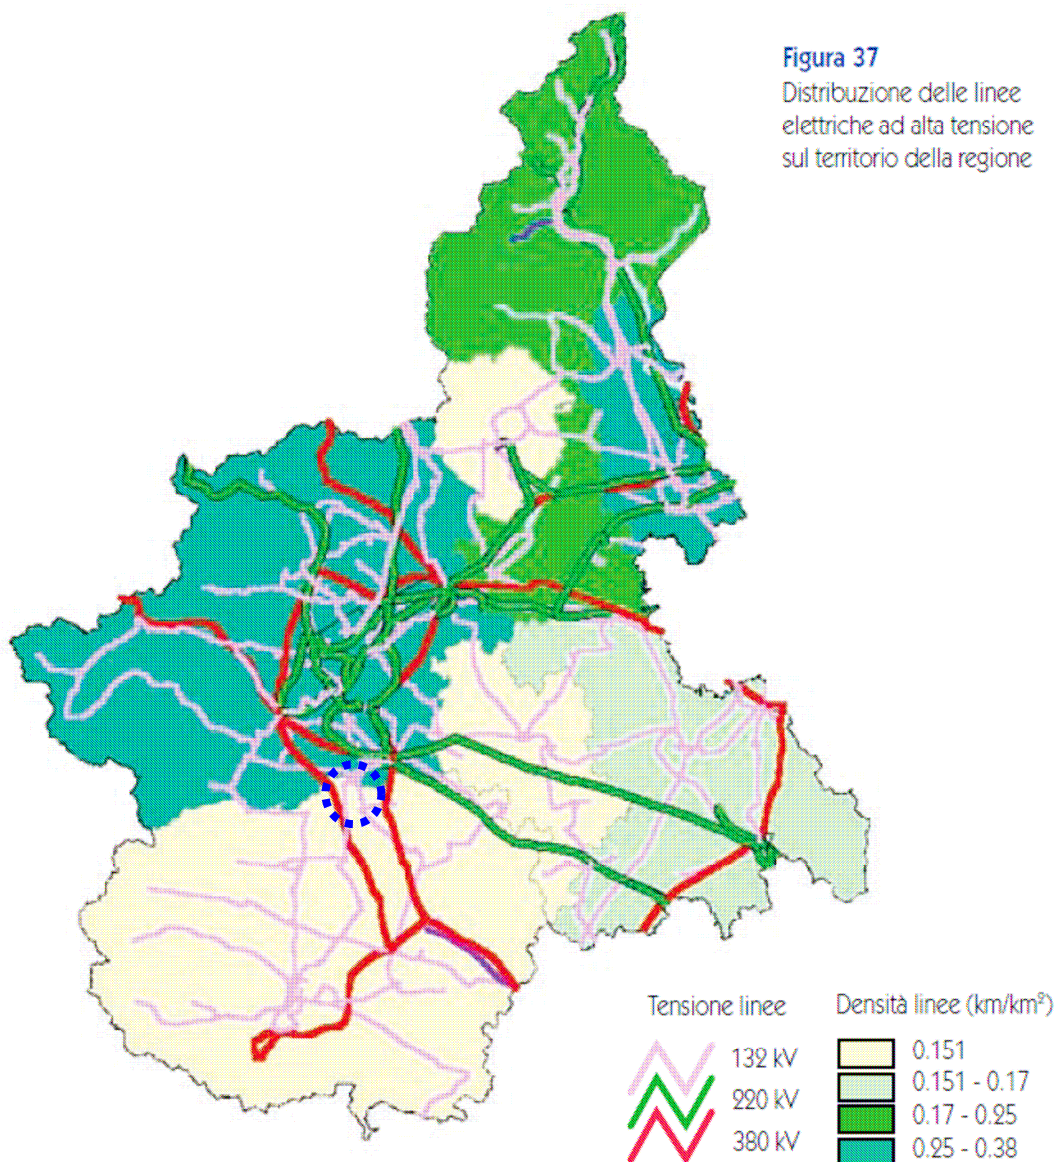 Figura 37
Distribuzione delle linee
elettriche ad alta tensione
sul territorio della regione
Tensione linee
132 kV
220 kV
380 kV
Densità linee (km/km²)
0.151
0.151 - 0.17
0.17 - 0.25
0.25 - 0.38